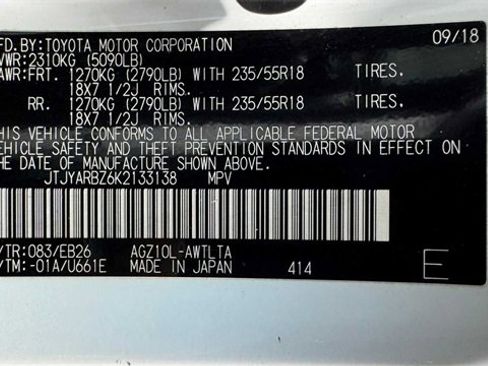 MFD.BY:TOYOTA MOTOR CORPORATION 09/18
VWR:2310KG (5090LB)
AWR:FRT. 1270KG (2790LB) WITH 235/55R18 TIRES.
18X7 1/2J RIMS.
RR. 1270KG (2790LB) WITH 235/55R18 TIRES.
18X7 1/2J RIMS.
THIS VEHICLE CONFORMS TO ALL APPLICABLE FEDERAL MOTOR
VEHICLE SAFETY AND THEFT PREVENTION STANDARDS IN EFFECT ON
THE DATE OF MANUFACTURE SHOWN ABOVE.
JTJYARBZ6K2133138 MPV
/TR:083/EB26 AGZ10L-AWTLTA
/TM:-01A/U661E MADE IN JAPAN 414 E